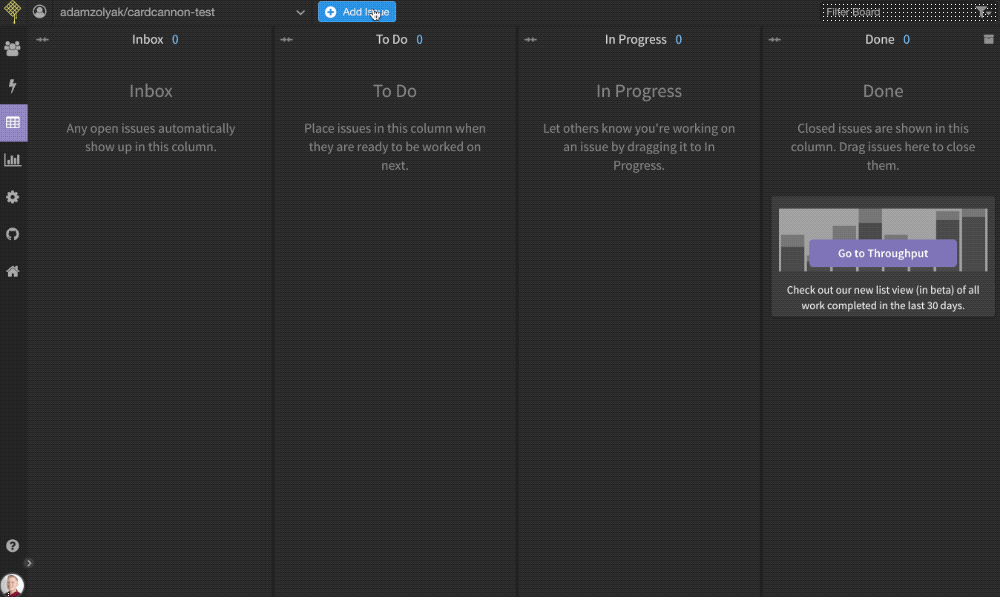 adamzolyak/cardcannon-test
Add Issue
Filter Board
Inbox 0
To Do 0
In Progress 0
Done 0
Inbox
Any open issues automatically
show up in this column.
To Do
Place issues in this column when
they are ready to be worked on
next.
In Progress
Let others know you're working on
an issue by dragging it to In
Progress.
Done
Closed issues are shown in this
column. Drag issues here to close
them.
Go to Throughput
Check out our new list view (in beta) of all
work completed in the last 30 days.